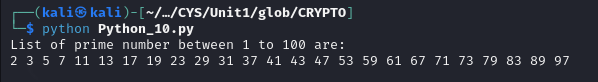 ┌──(kali㉿kali)-[~/…/CYS/Unit1/glob/CRYPTO]
└─$ python Python_10.py
List of prime number between 1 to 100 are:
2 3 5 7 11 13 17 19 23 29 31 37 41 43 47 53 59 61 67 71 73 79 83 89 97